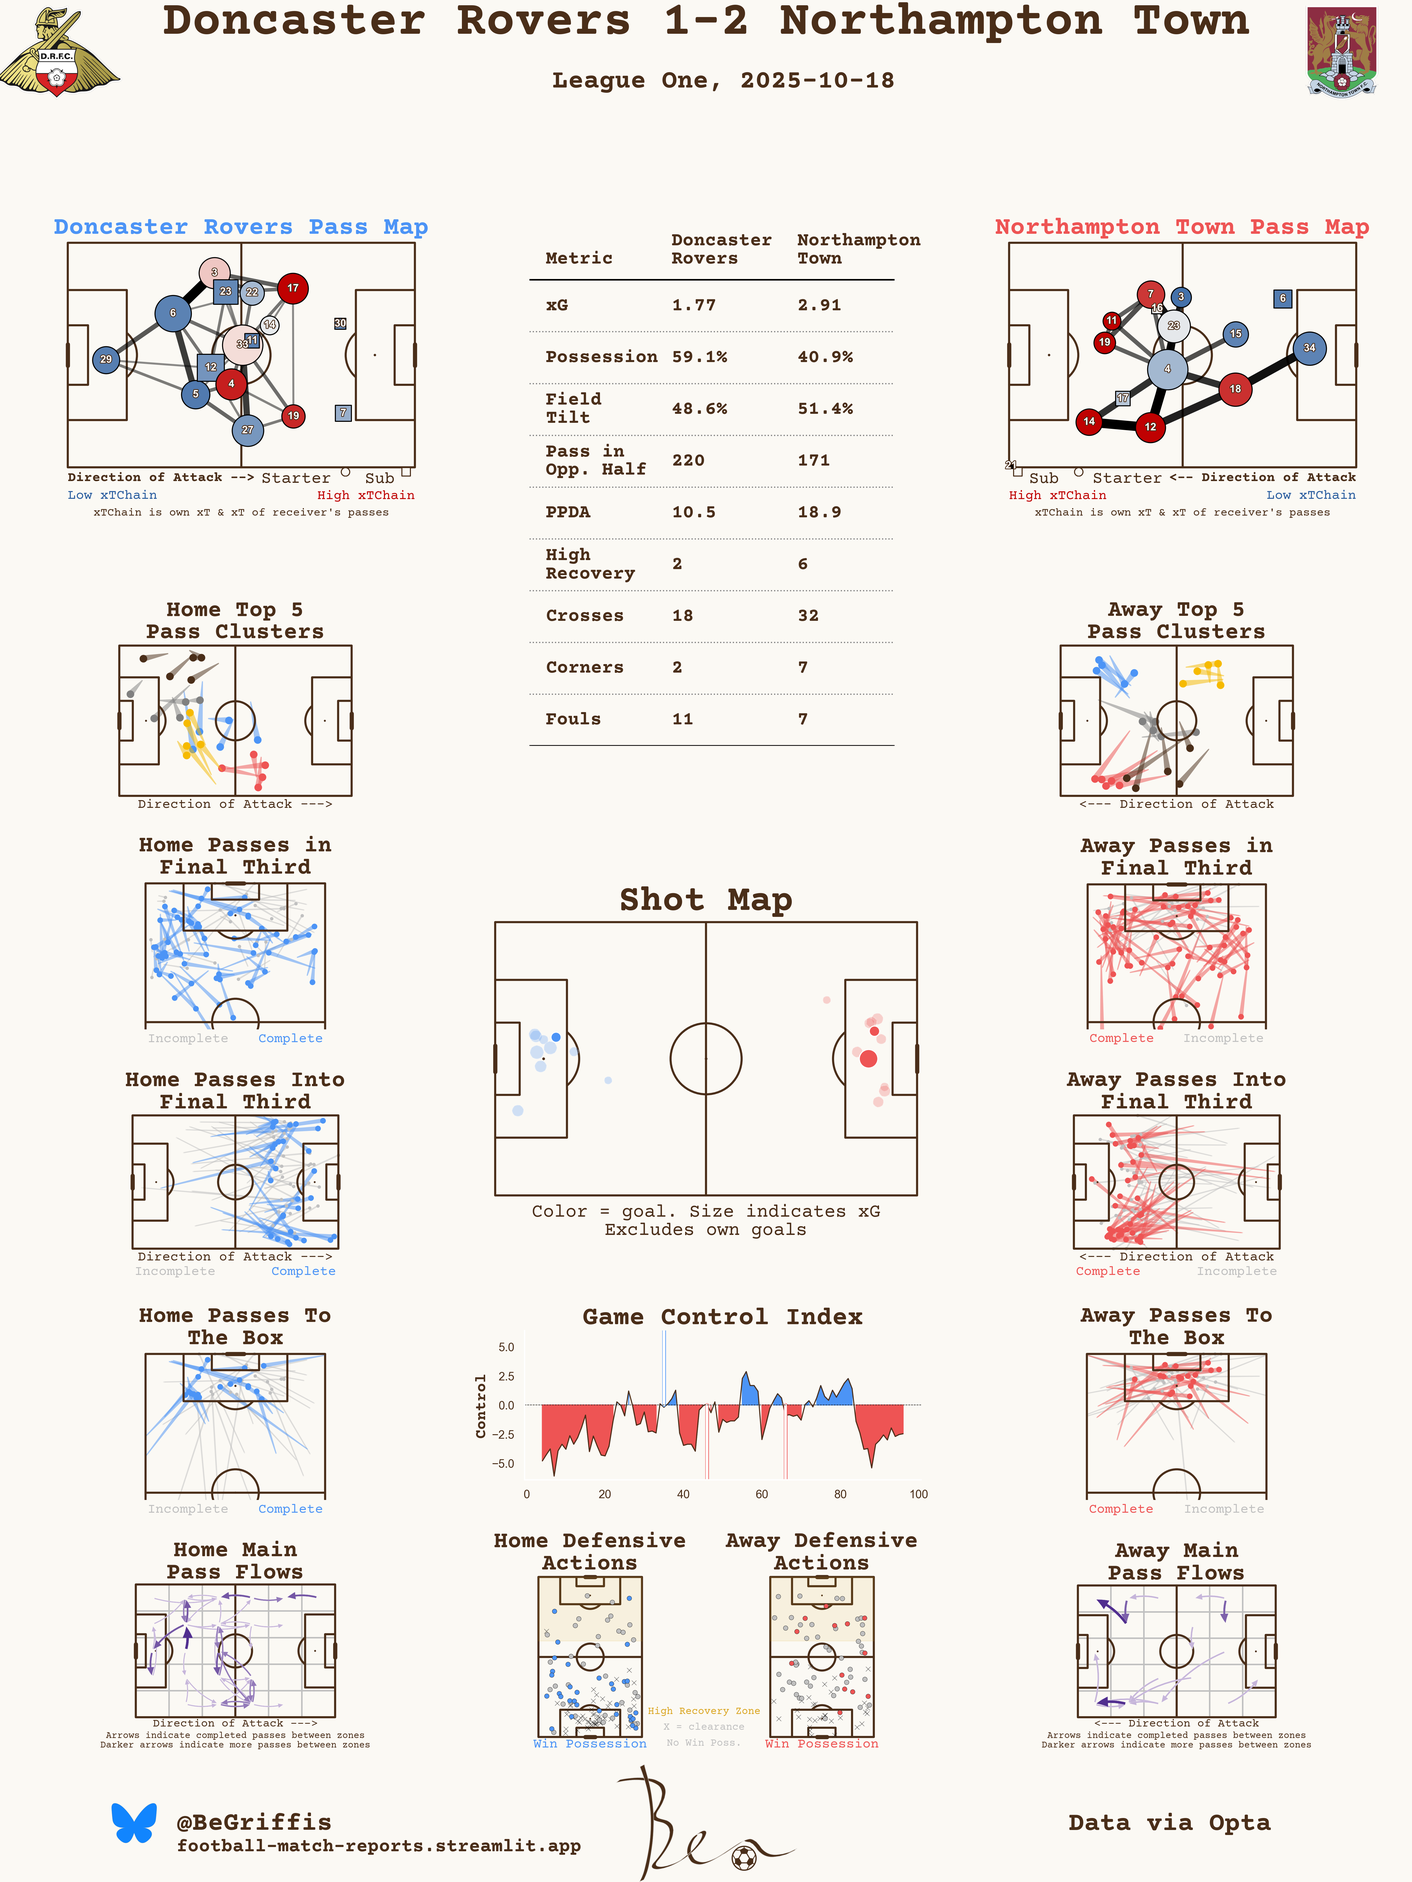 Doncaster Rovers 1-2 Northampton Town
League One, 2025-10-18
D.R.F.C.
NORTHAMPTON TOWN F.C.
Doncaster Rovers Pass Map
3
23
22
17
6
14
30
33
11
29
12
4
5
7
19
27
Direction of Attack --> Starter Sub
Low xTChain High xTChain
xTChain is own xT & xT of receiver's passes
Metric Doncaster Rovers Northampton Town
xG 1.77 2.91
Possession 59.1% 40.9%
Field Tilt 48.6% 51.4%
Pass in Opp. Half 220 171
PPDA 10.5 18.9
High Recovery 2 6
Crosses 18 32
Corners 2 7
Fouls 11 7
Northampton Town Pass Map
7
3
6
16
11
23
19
15
34
4
18
17
14
12
21
Sub Starter <-- Direction of Attack
High xTChain Low xTChain
xTChain is own xT & xT of receiver's passes
Home Top 5
Pass Clusters
Direction of Attack --->
Away Top 5
Pass Clusters
<--- Direction of Attack
Home Passes in
Final Third
Incomplete Complete
Away Passes in
Final Third
Complete Incomplete
Shot Map
Color = goal. Size indicates xG
Excludes own goals
Home Passes Into
Final Third
Direction of Attack --->
Incomplete Complete
Away Passes Into
Final Third
<--- Direction of Attack
Complete Incomplete
Home Passes To
The Box
Incomplete Complete
Game Control Index
Control
5.0
2.5
0.0
−2.5
−5.0
0 20 40 60 80 100
Away Passes To
The Box
Complete Incomplete
Home Main
Pass Flows
Direction of Attack --->
Arrows indicate completed passes between zones
Darker arrows indicate more passes between zones
Home Defensive
Actions
Win Possession
High Recovery Zone
X = clearance
No Win Poss.
Away Defensive
Actions
Win Possession
Away Main
Pass Flows
<--- Direction of Attack
Arrows indicate completed passes between zones
Darker arrows indicate more passes between zones
@BeGriffis
football-match-reports.streamlit.app
Ben
Data via Opta